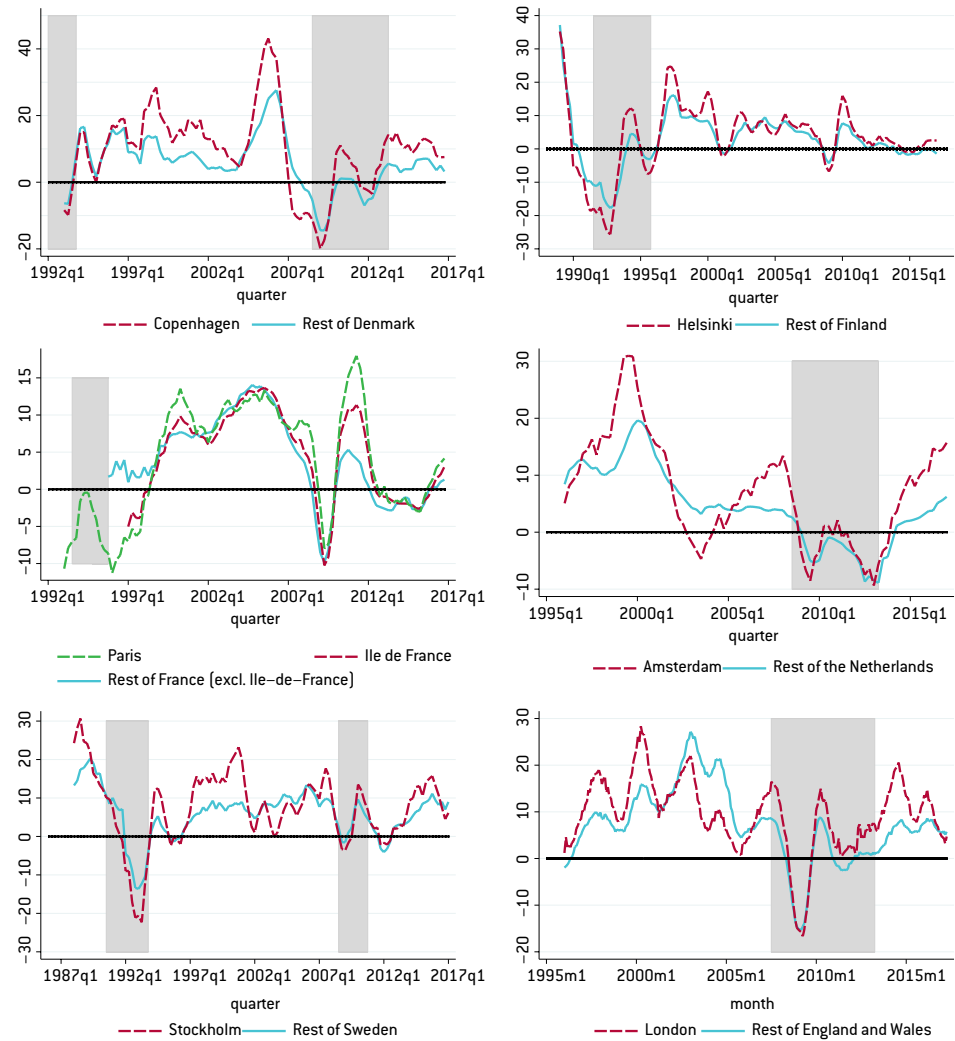 40
20
0
−20
1992q1 1997q1 2002q1 2007q1 2012q1 2017q1
quarter
Copenhagen Rest of Denmark
40
30
20
10
0
−10
−20
−30
1990q1 1995q1 2000q1 2005q1 2010q1 2015q1
quarter
Helsinki Rest of Finland
15
10
5
0
−5
−10
1992q1 1997q1 2002q1 2007q1 2012q1 2017q1
quarter
Paris Ile de France
Rest of France (excl. Ile−de−France)
30
20
10
0
−10
1995q1 2000q1 2005q1 2010q1 2015q1
quarter
Amsterdam Rest of the Netherlands
30
20
10
0
−10
−20
−30
1987q1 1992q1 1997q1 2002q1 2007q1 2012q1 2017q1
quarter
Stockholm Rest of Sweden
30
20
10
0
−10
−20
1995m1 2000m1 2005m1 2010m1 2015m1
month
London Rest of England and Wales